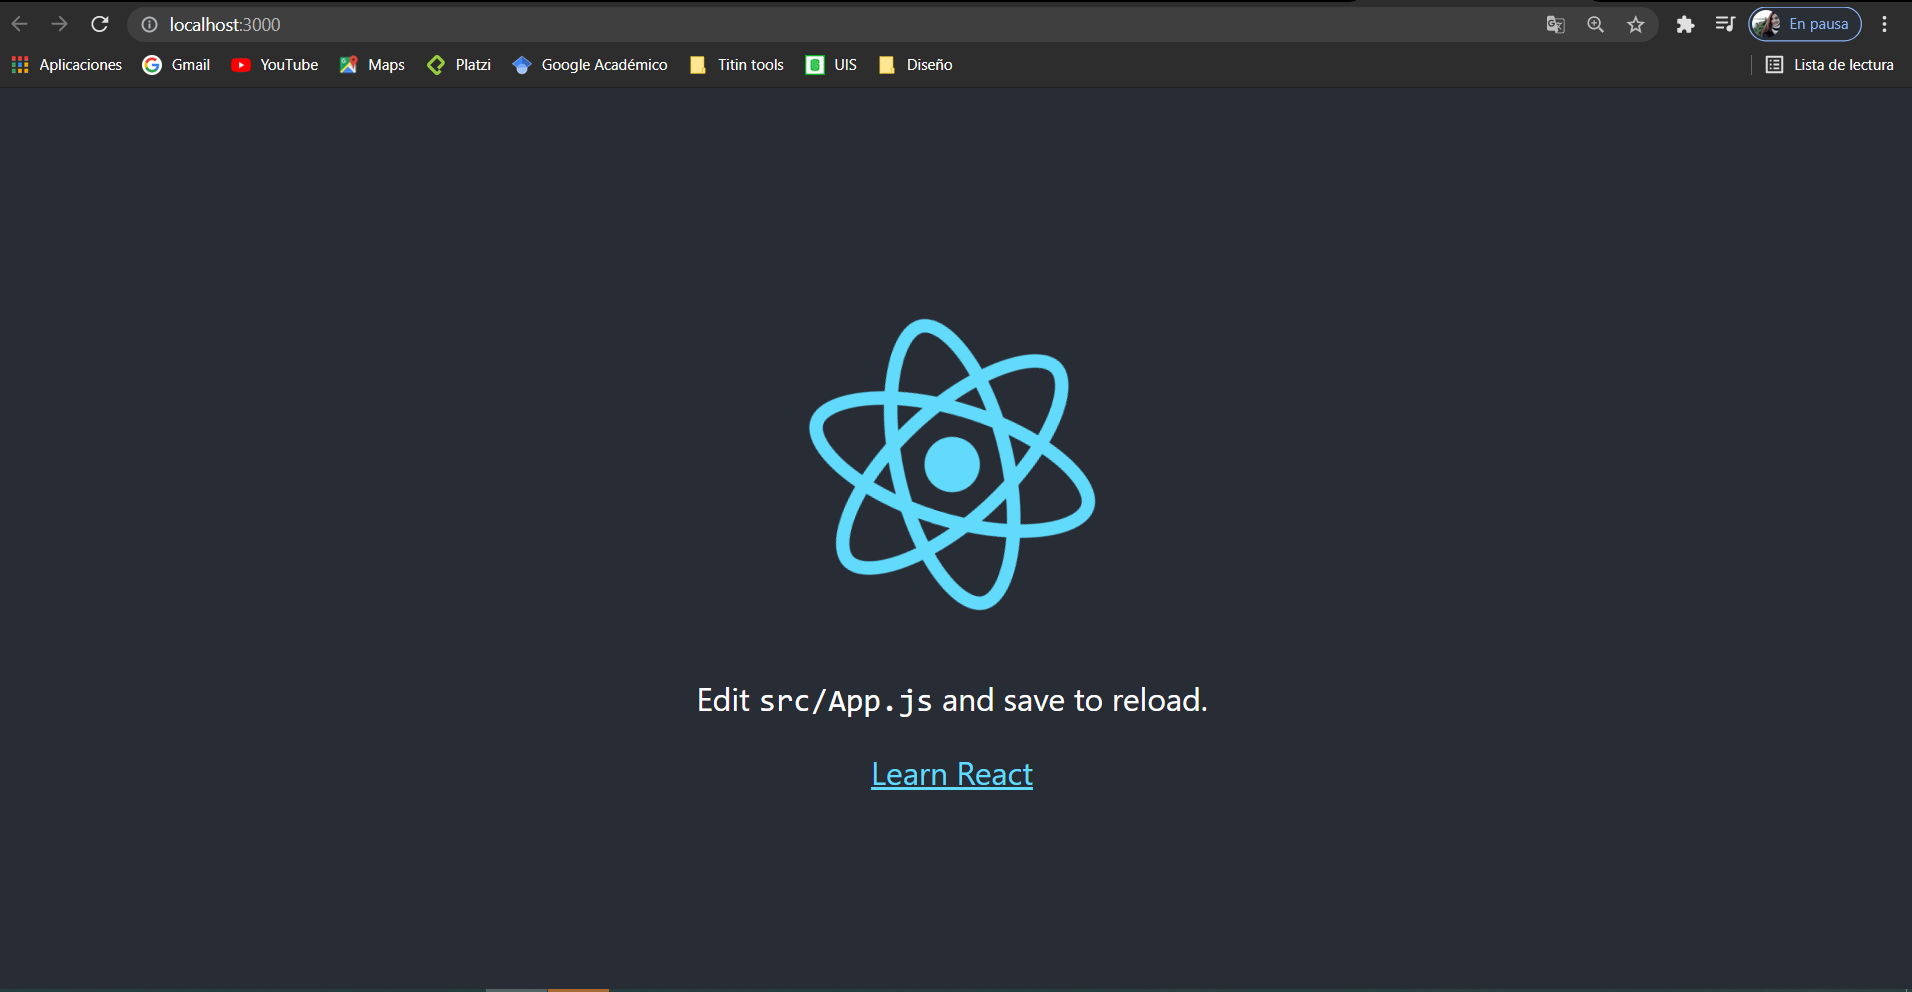 localhost:3000
En pausa
Aplicaciones Gmail YouTube Maps Platzi Google Académico Titin tools UIS Diseño Lista de lectura
Edit src/App.js and save to reload.
Learn React